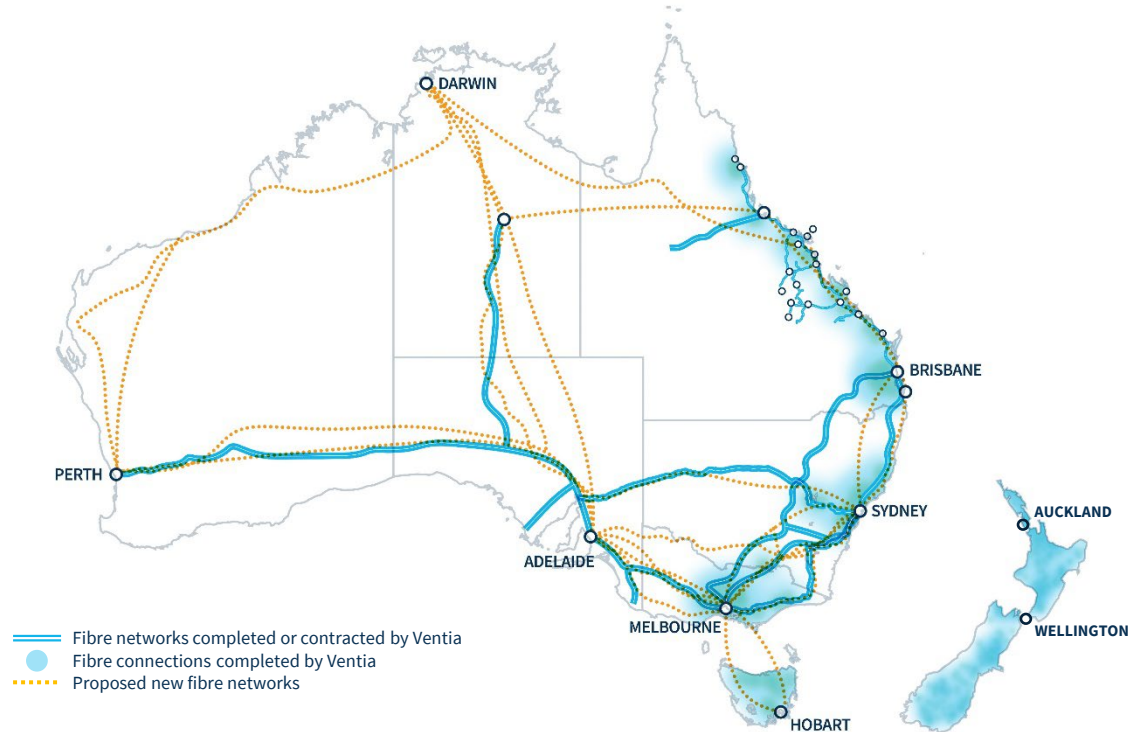 DARWIN
BRISBANE
PERTH
SYDNEY
AUCKLAND
ADELAIDE
MELBOURNE
WELLINGTON
Fibre networks completed or contracted by Ventia
Fibre connections completed by Ventia
Proposed new fibre networks
HOBART